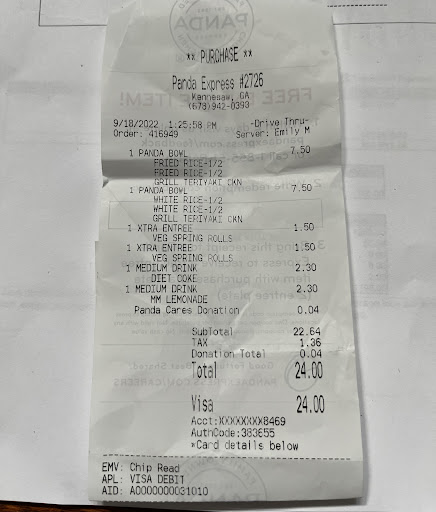 PANDA
** PURCHASE **
Panda Express #2726
Kennesaw, GA
(678)942-0393
9/18/2022 1:25:58 PM -Drive Thru-
Order: 416949 Server: Emily M
1 PANDA BOWL 7.50
FRIED RICE-1/2
FRIED RICE-1/2
GRILL TERIYAKI CKN
1 PANDA BOWL 7.50
WHITE RICE-1/2
WHITE RICE-1/2
GRILL TERIYAKI CKN
1 XTRA ENTREE 1.50
VEG SPRING ROLLS
1 XTRA ENTREE 1.50
VEG SPRING ROLLS
1 MEDIUM DRINK 2.30
DIET COKE
1 MEDIUM DRINK 2.30
MM LEMONADE
Panda Cares Donation 0.04
SubTotal 22.64
TAX 1.36
Donation Total 0.04
Total 24.00
Visa 24.00
Acct:XXXXXXXX8469
AuthCode:383655
*Card details below
EMV: Chip Read
APL: VISA DEBIT
AID: A0000000031010